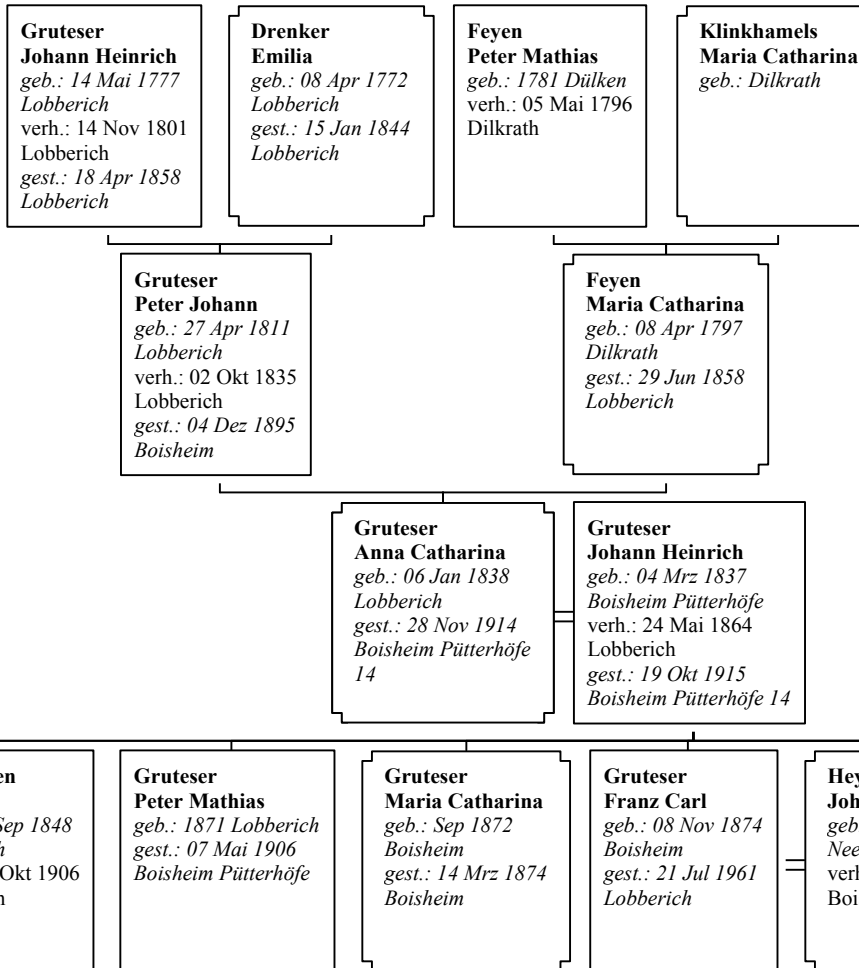 Gruteser
Johann Heinrich
geb.: 14 Mai 1777
Lobberich
verh.: 14 Nov 1801
Lobberich
gest.: 18 Apr 1858
Lobberich
Drenker
Emilia
geb.: 08 Apr 1772
Lobberich
gest.: 15 Jan 1844
Lobberich
Feyen
Peter Mathias
geb.: 1781 Dülken
verh.: 05 Mai 1796
Dilkrath
Klinkhamels
Maria Catharina
geb.: Dilkrath
Gruteser
Peter Johann
geb.: 27 Apr 1811
Lobberich
verh.: 02 Okt 1835
Lobberich
gest.: 04 Dez 1895
Boisheim
Feyen
Maria Catharina
geb.: 08 Apr 1797
Dilkrath
gest.: 29 Jun 1858
Lobberich
Gruteser
Anna Catharina
geb.: 06 Jan 1838
Lobberich
gest.: 28 Nov 1914
Boisheim Pütterhöfe
14
Gruteser
Johann Heinrich
geb.: 04 Mrz 1837
Boisheim Pütterhöfe
verh.: 24 Mai 1864
Lobberich
gest.: 19 Okt 1915
Boisheim Pütterhöfe 14
en
Sep 1848
h
Okt 1906
n
Gruteser
Peter Mathias
geb.: 1871 Lobberich
gest.: 07 Mai 1906
Boisheim Pütterhöfe
Gruteser
Maria Catharina
geb.: Sep 1872
Boisheim
gest.: 14 Mrz 1874
Boisheim
Gruteser
Franz Carl
geb.: 08 Nov 1874
Boisheim
gest.: 21 Jul 1961
Lobberich
Hey
Joh
geb
Nee
verh
Boi